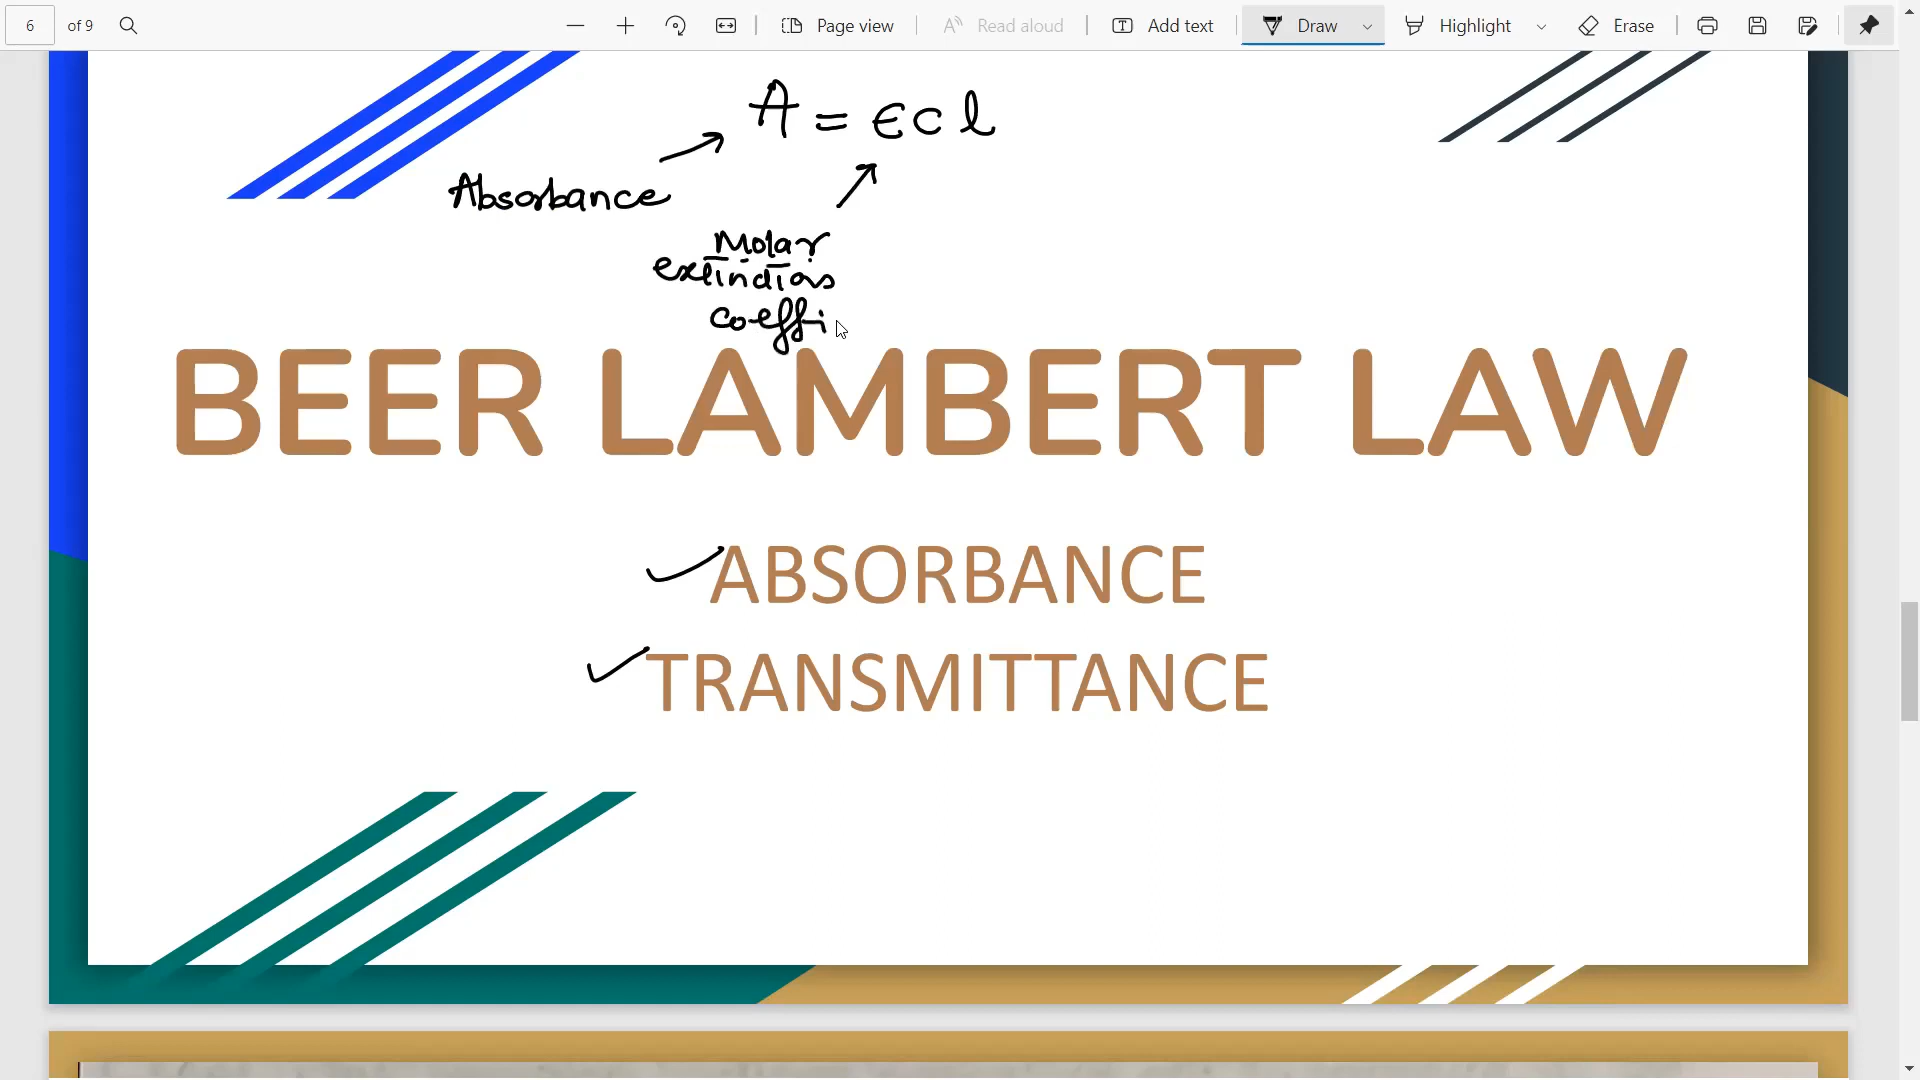 6 of 9 Page view Read aloud Add text Draw Highlight Erase
A = ϵcl
Absorbance
Molar
extinctions
coeffi
BEER LAMBERT LAW
ABSORBANCE
TRANSMITTANCE